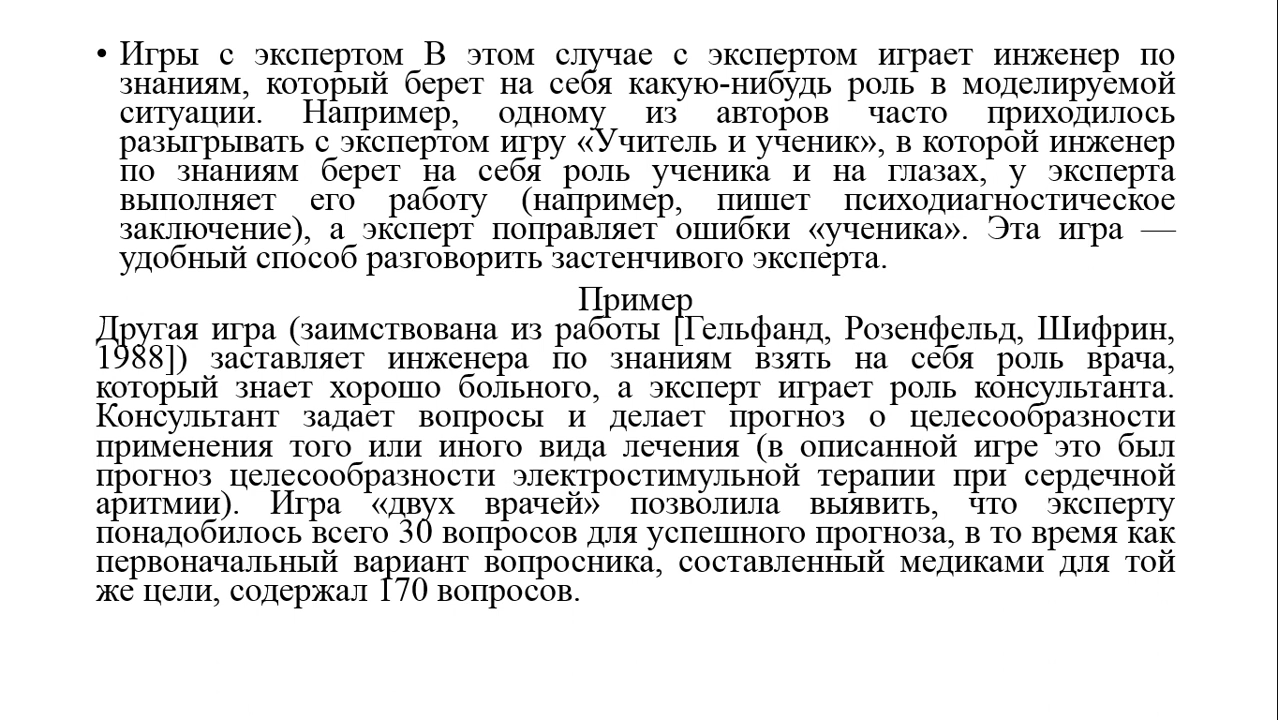 • Игры с экспертом В этом случае с экспертом играет инженер по
знаниям, который берет на себя какую-нибудь роль в моделируемой
ситуации. Например, одному из авторов часто приходилось
разыгрывать с экспертом игру «Учитель и ученик», в которой инженер
по знаниям берет на себя роль ученика и на глазах, у эксперта
выполняет его работу (например, пишет психодиагностическое
заключение), а эксперт поправляет ошибки «ученика». Эта игра —
удобный способ разговорить застенчивого эксперта.
Пример
Другая игра (заимствована из работы [Гельфанд, Розенфельд, Шифрин,
1988]) заставляет инженера по знаниям взять на себя роль врача,
который знает хорошо больного, а эксперт играет роль консультанта.
Консультант задает вопросы и делает прогноз о целесообразности
применения того или иного вида лечения (в описанной игре это был
прогноз целесообразности электростимульной терапии при сердечной
аритмии). Игра «двух врачей» позволила выявить, что эксперту
понадобилось всего 30 вопросов для успешного прогноза, в то время как
первоначальный вариант вопросника, составленный медиками для той
же цели, содержал 170 вопросов.